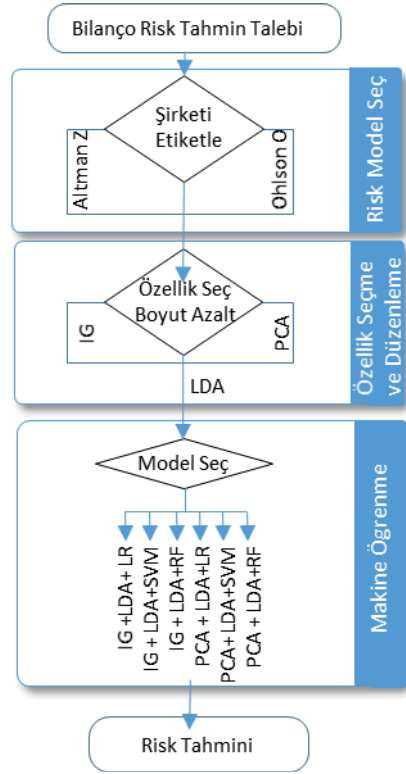 Bilanço Risk Tahmin Talebi
Şirketi
Etiketle
Altman Z
Ohlson O
Risk Model Seç
Özellik Seç
Boyut Azalt
IG
PCA
LDA
Özellik Seçme
ve Düzenleme
Model Seç
IG +LDA+ LR
IG + LDA+SVM
IG + LDA+RF
PCA + LDA+LR
PCA+ LDA+SVM
PCA + LDA+RF
Makine Ögrenme
Risk Tahmini